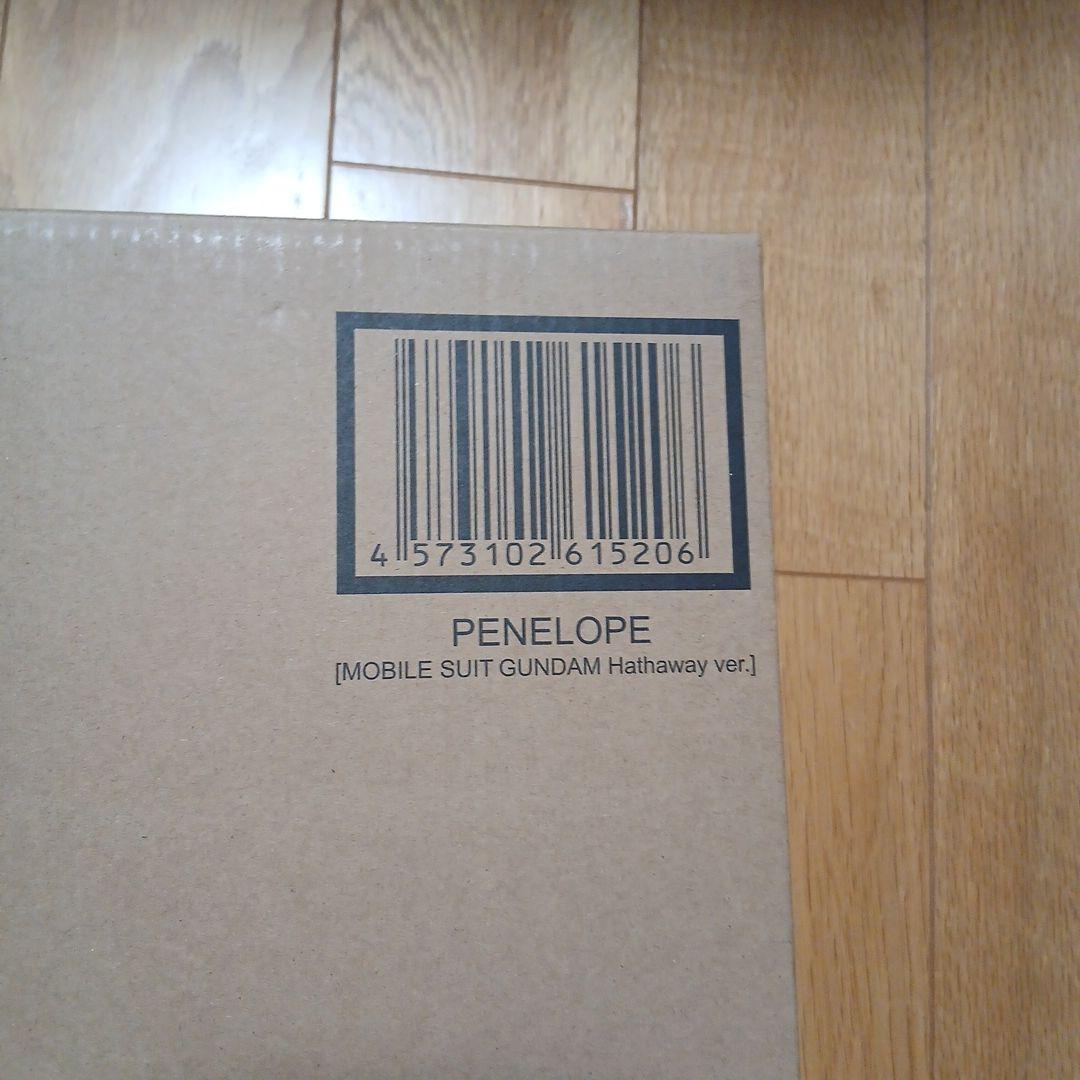 4 573102 615206
PENELOPE
[MOBILE SUIT GUNDAM Hathaway ver.]